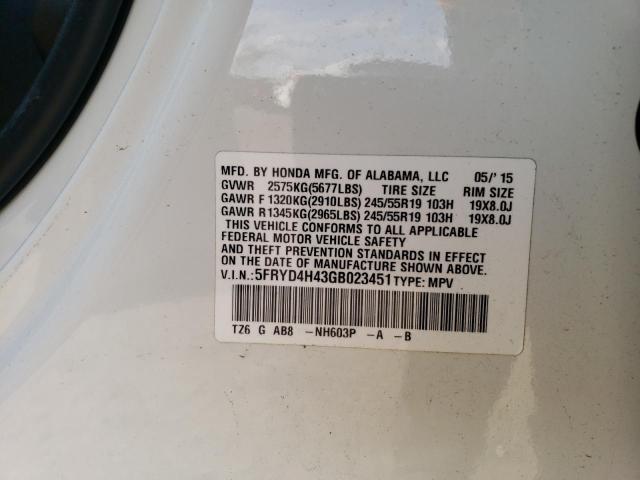 MFD. BY HONDA MFG. OF ALABAMA, LLC 05/'15
GVWR 2575KG(5677LBS) TIRE SIZE RIM SIZE
GAWR F 1320KG(2910LBS) 245/55R19 103H 19X8.0J
GAWR R1345KG(2965LBS) 245/55R19 103H 19X8.0J
THIS VEHICLE CONFORMS TO ALL APPLICABLE
FEDERAL MOTOR VEHICLE SAFETY
AND THEFT PREVENTION STANDARDS IN EFFECT
ON THE DATE OF MANUFACTURE SHOWN ABOVE.
V.I.N.:5FRYD4H43GB023451 TYPE: MPV
TZ6 G AB8 -NH603P -A -B